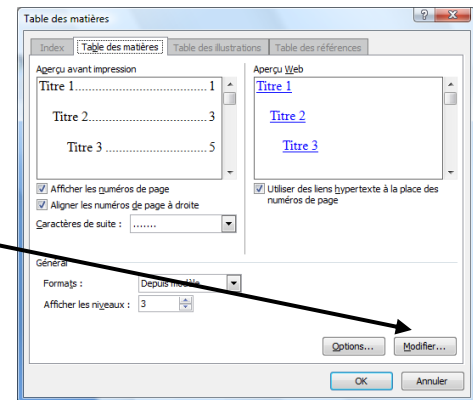 Table des matières
Index Table des matières Table des illustrations Table des références
Aperçu avant impression
Titre 1..................................1
Titre 2..............................3
Titre 3 ..........................5
Aperçu Web
Titre 1
Titre 2
Titre 3
Afficher les numéros de page
Aligner les numéros de page à droite
Caractères de suite : .......
Utiliser des liens hypertexte à la place des
numéros de page
Général
Formats : Depuis modèle
Afficher les niveaux : 3
Options... Modifier...
OK Annuler